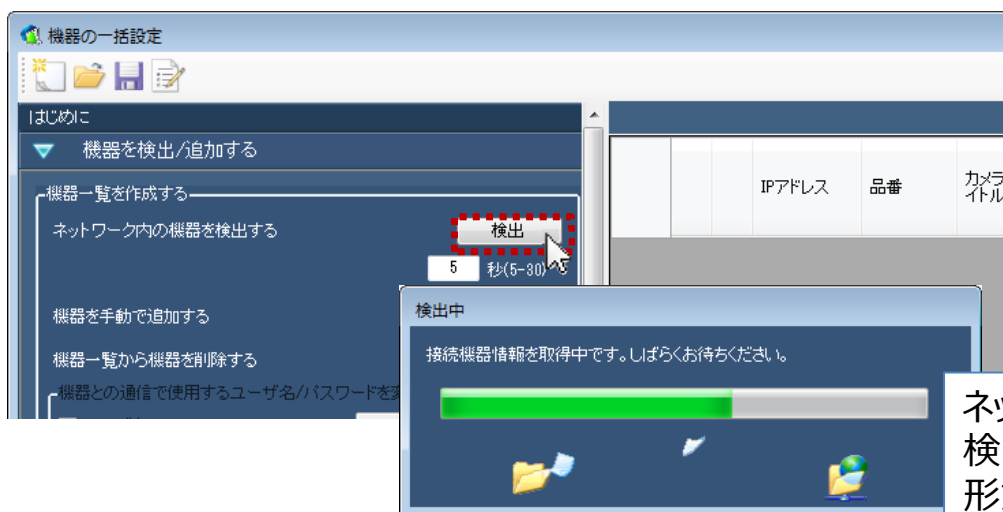 機器の一括設定
はじめに
機器を検出/追加する
機器一覧を作成する
ネットワーク内の機器を検出する
検出
5 秒(5-30)
機器を手動で追加する
機器一覧から機器を削除する
機器との通信で使用するユーザ名/パスワードを
IPアドレス
品番
カメラ
イトル
検出中
接続機器情報を取得中です。しばらくお待ちください。
ネッ
検
形